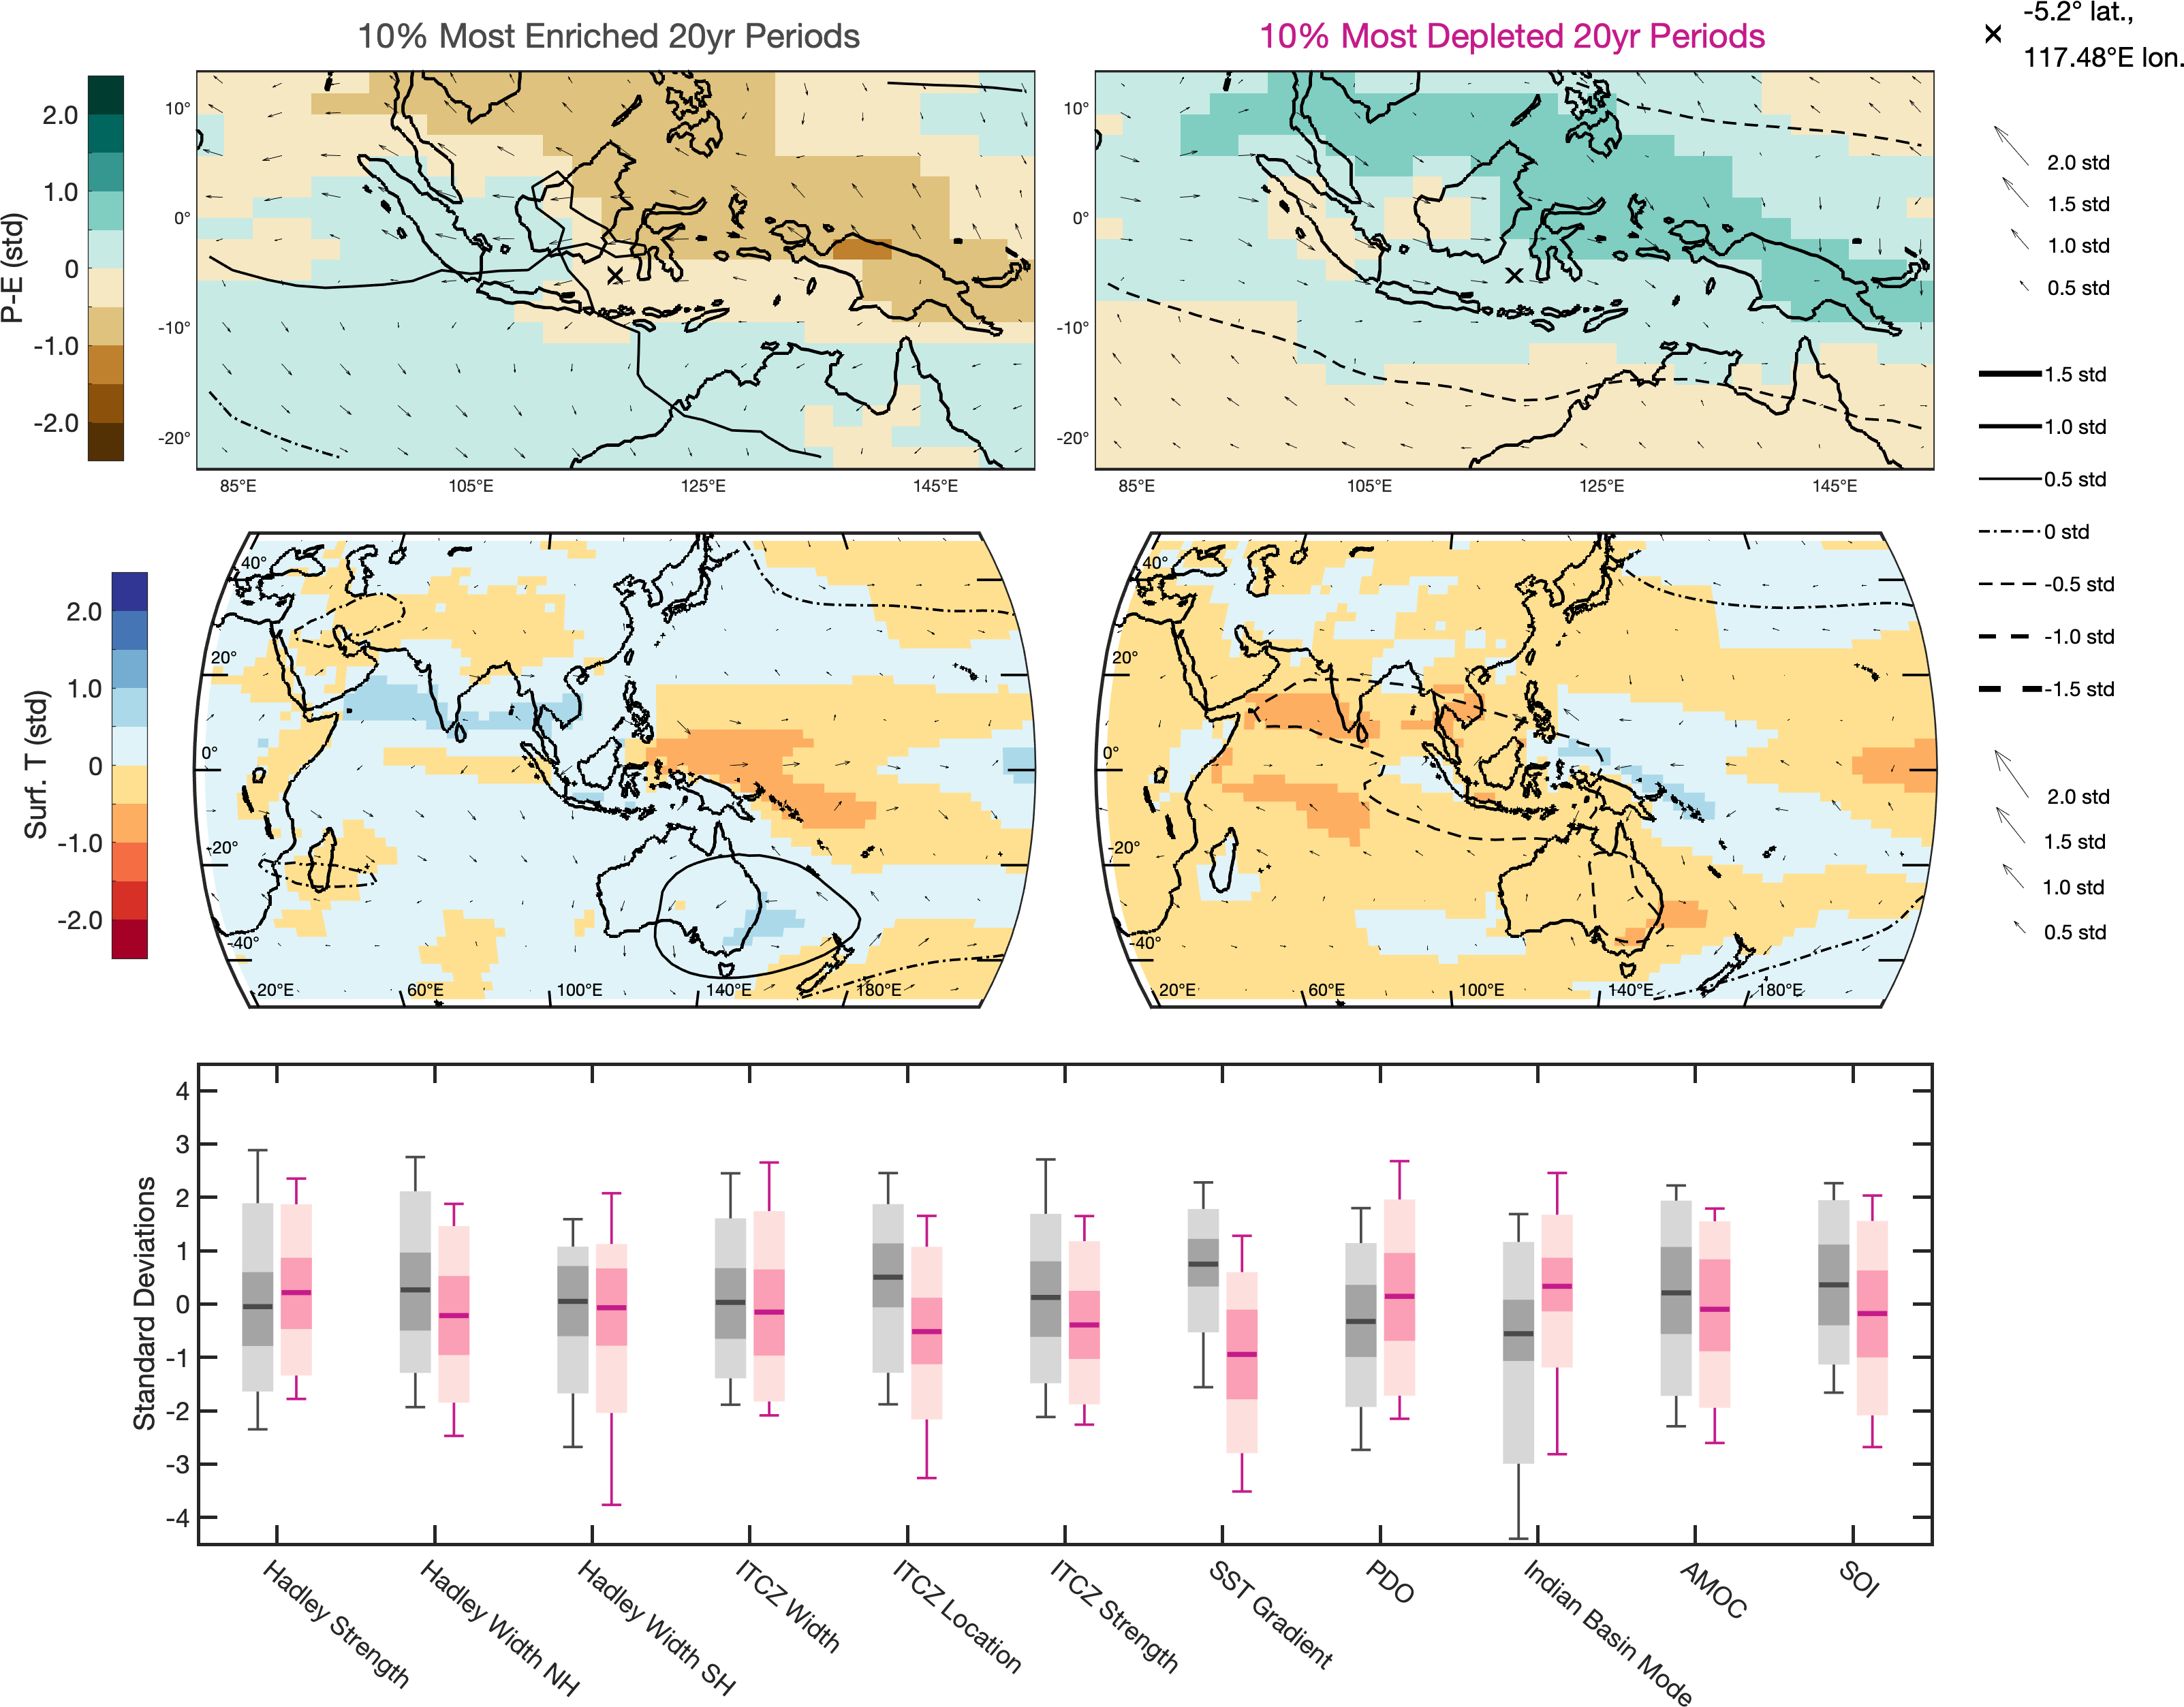 10% Most Enriched 20yr Periods
10% Most Depleted 20yr Periods
-5.2° lat.,
117.48°E lon.
P-E (std)
2.0
1.0
0
-1.0
-2.0
10°
0°
-10°
-20°
85°E
105°E
125°E
145°E
10°
0°
-10°
-20°
85°E
105°E
125°E
145°E
2.0 std
1.5 std
1.0 std
0.5 std
1.5 std
1.0 std
0.5 std
0 std
-0.5 std
-1.0 std
-1.5 std
Surf. T (std)
2.0
1.0
0
-1.0
-2.0
40°
20°
0°
-20°
-40°
20°E
60°E
100°E
140°E
180°E
40°
20°
0°
-20°
-40°
20°E
60°E
100°E
140°E
180°E
2.0 std
1.5 std
1.0 std
0.5 std
Standard Deviations
4
3
2
1
0
-1
-2
-3
-4
Hadley Strength
Hadley Width NH
Hadley Width SH
ITCZ Width
ITCZ Location
ITCZ Strength
SST Gradient
PDO
Indian Basin Mode
AMOC
SOI